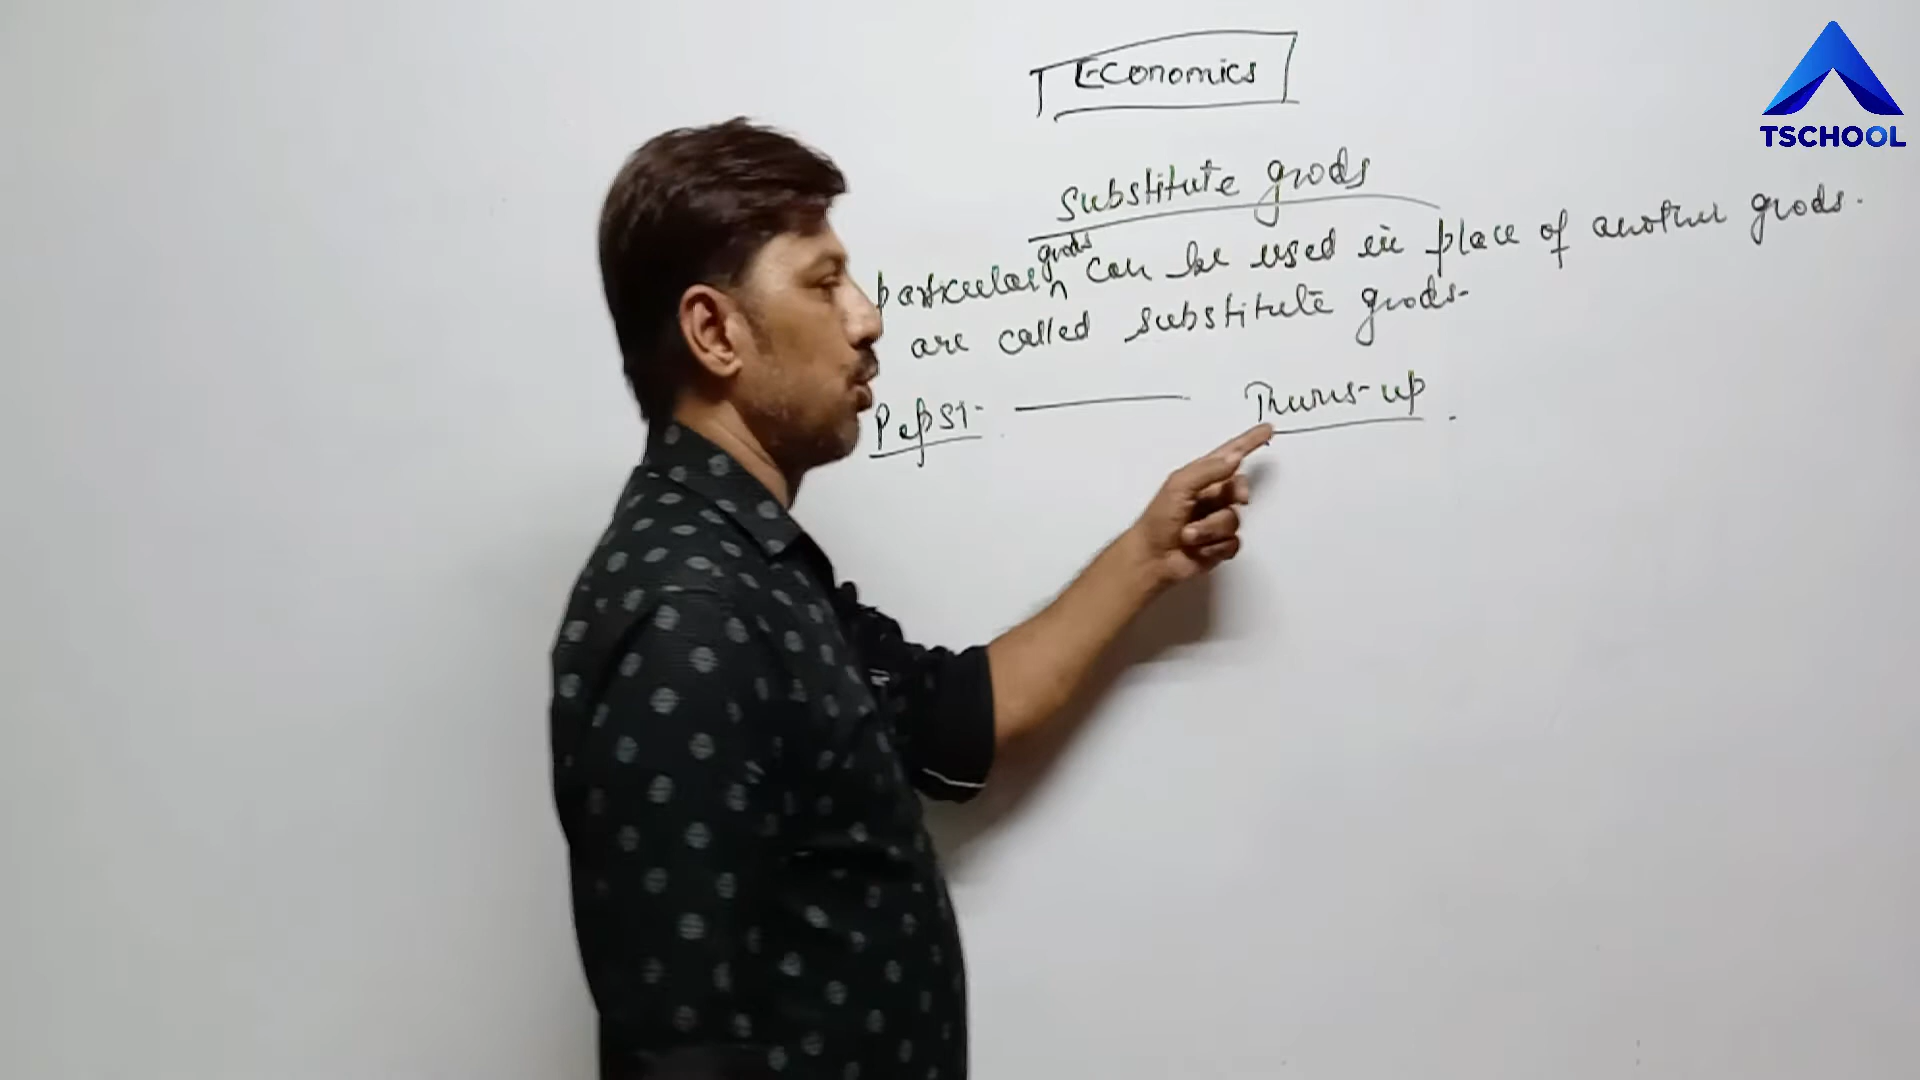 Economics
TSCHOOL
Substitute goods
particular goods can be used in place of another goods.
are called substitute goods.
Pepsi - Thums-up.